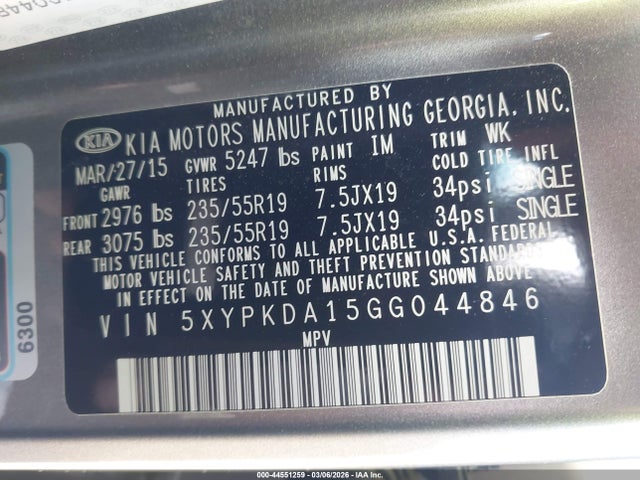 MANUFACTURED BY
KIA KIA MOTORS MANUFACTURING GEORGIA, INC.
MAR/27/15 GVWR 5247 lbs PAINT IM TRIM WK
GAWR TIRES RIMS COLD TIRE INFL
FRONT 2976 lbs 235/55R19 7.5JX19 34psi SINGLE
REAR 3075 lbs 235/55R19 7.5JX19 34psi SINGLE
THIS VEHICLE CONFORMS TO ALL APPLICABLE U.S.A. FEDERAL
MOTOR VEHICLE SAFETY AND THEFT PREVENTION STANDARDS
IN EFFECT ON THE DATE OF MANUFACTURE SHOWN ABOVE
VIN 5XYPKDA15GG044846
MPV
6300
000-44551259 - 03/06/2026 - IAA Inc.